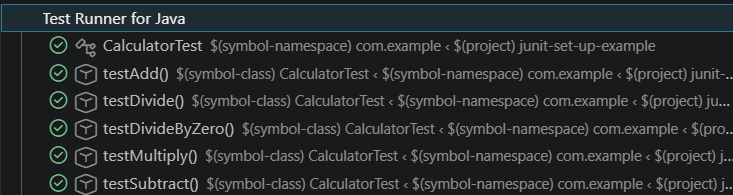 Test Runner for Java
CalculatorTest $(symbol-namespace) com.example ‹ $(project) junit-set-up-example
testAdd() $(symbol-class) CalculatorTest ‹ $(symbol-namespace) com.example ‹ $(project) junit-...
testDivide() $(symbol-class) CalculatorTest ‹ $(symbol-namespace) com.example ‹ $(project) ju...
testDivideByZero() $(symbol-class) CalculatorTest ‹ $(symbol-namespace) com.example ‹ $(pro...
testMultiply() $(symbol-class) CalculatorTest ‹ $(symbol-namespace) com.example ‹ $(project) j...
testSubtract() $(symbol-class) CalculatorTest ‹ $(symbol-namespace) com.example ‹ $(project) j...